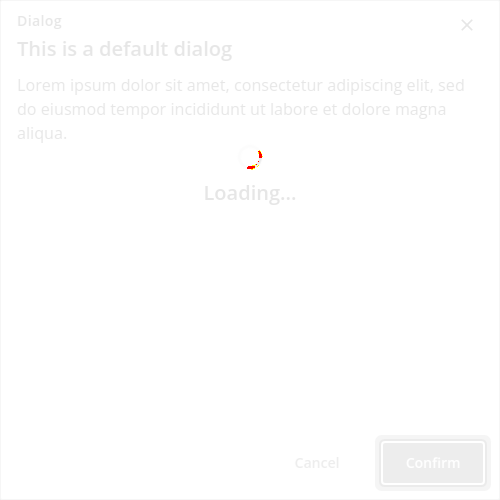 Dialog
This is a default dialog
Lorem ipsum dolor sit amet, consectetur adipiscing elit, sed
do eiusmod tempor incididunt ut labore et dolore magna
aliqua.
Loading...
Cancel
Confirm